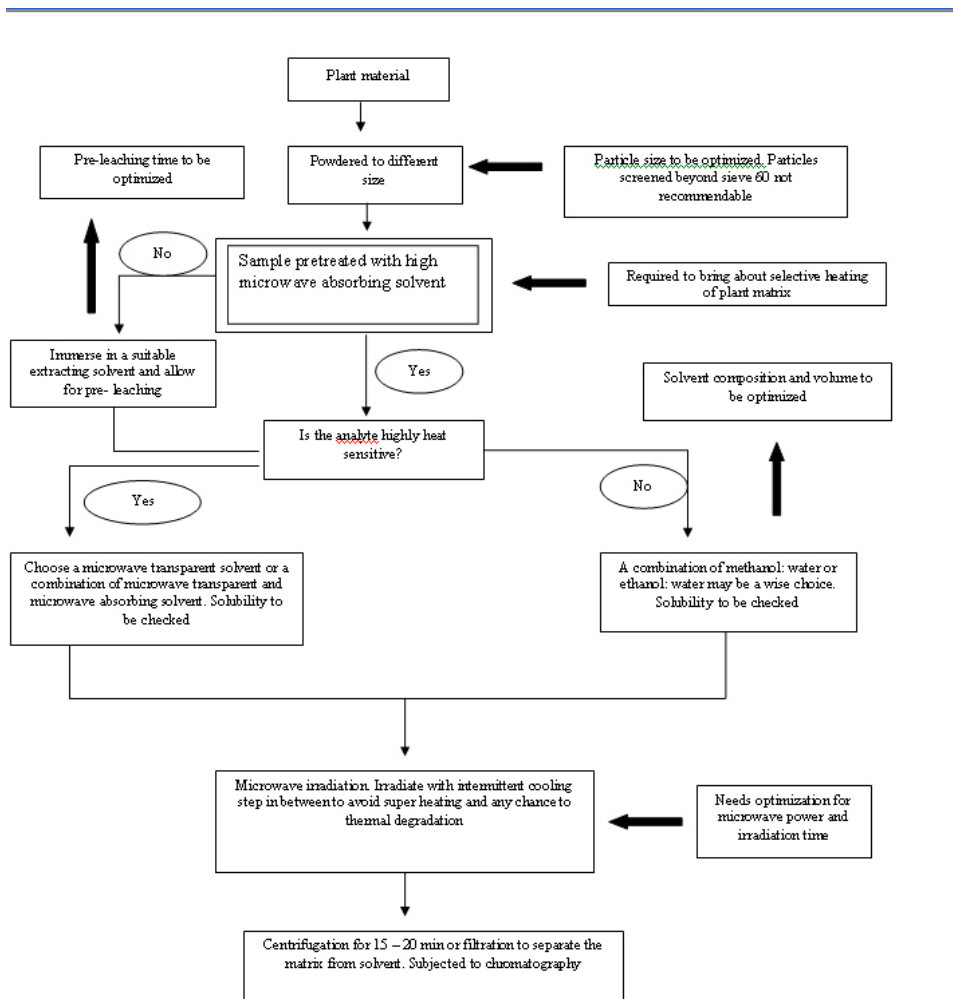 Plant material
Pre-leaching time to be
optimized
Powdered to different
size
Particle size to be optimized. Particles
screened beyond sieve 60 not
recommendable
No
Sample pretreated with high
microwave absorbing solvent
Required to bring about selective heating
of plant matrix
Immerse in a suitable
extracting solvent and allow
for pre- leaching
Yes
Solvent composition and volume to
be optimized
Is the analyte highly heat
sensitive?
Yes
No
Choose a microwave transparent solvent or a
combination of microwave transparent and
microwave absorbing solvent. Solubility to
be checked
A combination of methanol: water or
ethanol: water may be a wise choice.
Solubility to be checked
Microwave irradiation. Irradiate with intermittent cooling
step in between to avoid super heating and any chance to
thermal degradation
Needs optimization for
microwave power and
irradiation time
Centrifugation for 15 – 20 min or filtration to separate the
matrix from solvent. Subjected to chromatography